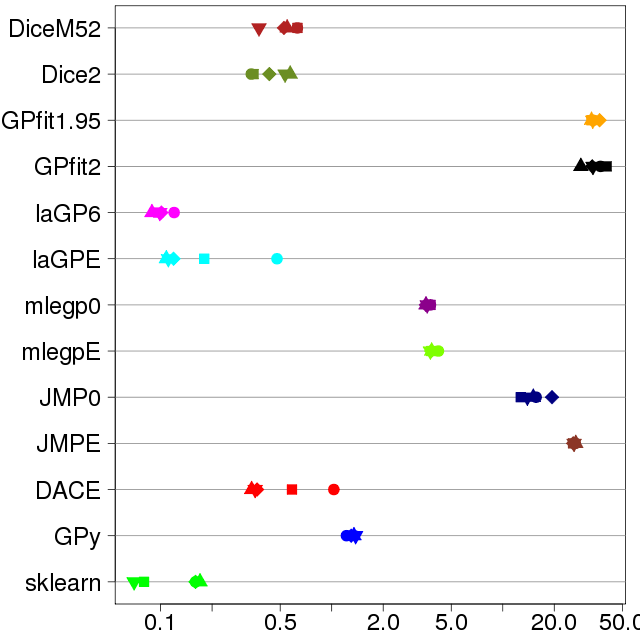 DiceM52
Dice2
GPfit1.95
GPfit2
laGP6
laGPE
mlegp0
mlegpE
JMP0
JMPE
DACE
GPy
sklearn
0.1 0.5 2.0 5.0 20.0 50.0